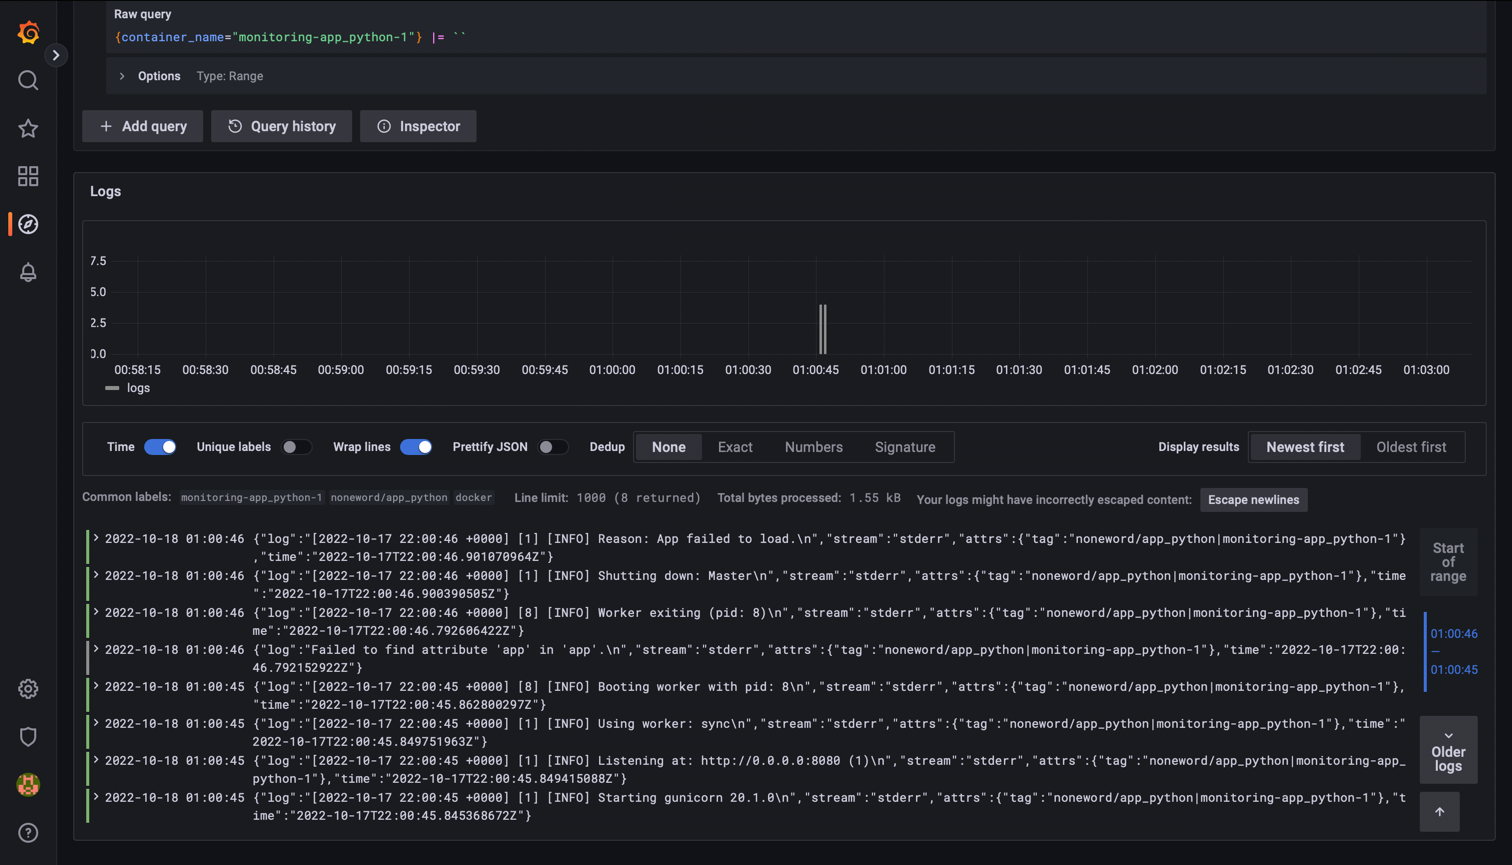 Raw query
{container_name="monitoring-app_python-1"} |= ``
Options Type: Range
Add query Query history Inspector
Logs
7.5
5.0
2.5
0.0
00:58:15 00:58:30 00:58:45 00:59:00 00:59:15 00:59:30 00:59:45 01:00:00 01:00:15 01:00:30 01:00:45 01:01:00 01:01:15 01:01:30 01:01:45 01:02:00 01:02:15 01:02:30 01:02:45 01:03:00
logs
Time Unique labels Wrap lines Prettify JSON Dedup None Exact Numbers Signature Display results Newest first Oldest first
Common labels: monitoring-app_python-1 noneword/app_python docker Line limit: 1000 (8 returned) Total bytes processed: 1.55 kB Your logs might have incorrectly escaped content: Escape newlines
2022-10-18 01:00:46 {"log":"[2022-10-17 22:00:46 +0000] [1] [INFO] Reason: App failed to load.\n","stream":"stderr","attrs":{"tag":"noneword/app_python|monitoring-app_python-1"}
,"time":"2022-10-17T22:00:46.901070964Z"}
2022-10-18 01:00:46 {"log":"[2022-10-17 22:00:46 +0000] [1] [INFO] Shutting down: Master\n","stream":"stderr","attrs":{"tag":"noneword/app_python|monitoring-app_python-1"},"time
":"2022-10-17T22:00:46.900390505Z"}
2022-10-18 01:00:46 {"log":"[2022-10-17 22:00:46 +0000] [8] [INFO] Worker exiting (pid: 8)\n","stream":"stderr","attrs":{"tag":"noneword/app_python|monitoring-app_python-1"},"ti
me":"2022-10-17T22:00:46.792606422Z"}
2022-10-18 01:00:46 {"log":"Failed to find attribute 'app' in 'app'.\n","stream":"stderr","attrs":{"tag":"noneword/app_python|monitoring-app_python-1"},"time":"2022-10-17T22:00:
46.792152922Z"}
2022-10-18 01:00:45 {"log":"[2022-10-17 22:00:45 +0000] [8] [INFO] Booting worker with pid: 8\n","stream":"stderr","attrs":{"tag":"noneword/app_python|monitoring-app_python-1"},
"time":"2022-10-17T22:00:45.862800297Z"}
2022-10-18 01:00:45 {"log":"[2022-10-17 22:00:45 +0000] [1] [INFO] Using worker: sync\n","stream":"stderr","attrs":{"tag":"noneword/app_python|monitoring-app_python-1"},"time":"
2022-10-17T22:00:45.849751963Z"}
2022-10-18 01:00:45 {"log":"[2022-10-17 22:00:45 +0000] [1] [INFO] Listening at: http://0.0.0.0:8080 (1)\n","stream":"stderr","attrs":{"tag":"noneword/app_python|monitoring-app_
python-1"},"time":"2022-10-17T22:00:45.849415088Z"}
2022-10-18 01:00:45 {"log":"[2022-10-17 22:00:45 +0000] [1] [INFO] Starting gunicorn 20.1.0\n","stream":"stderr","attrs":{"tag":"noneword/app_python|monitoring-app_python-1"},"t
ime":"2022-10-17T22:00:45.845368672Z"}
Start
of
range
01:00:46
—
01:00:45
Older
logs